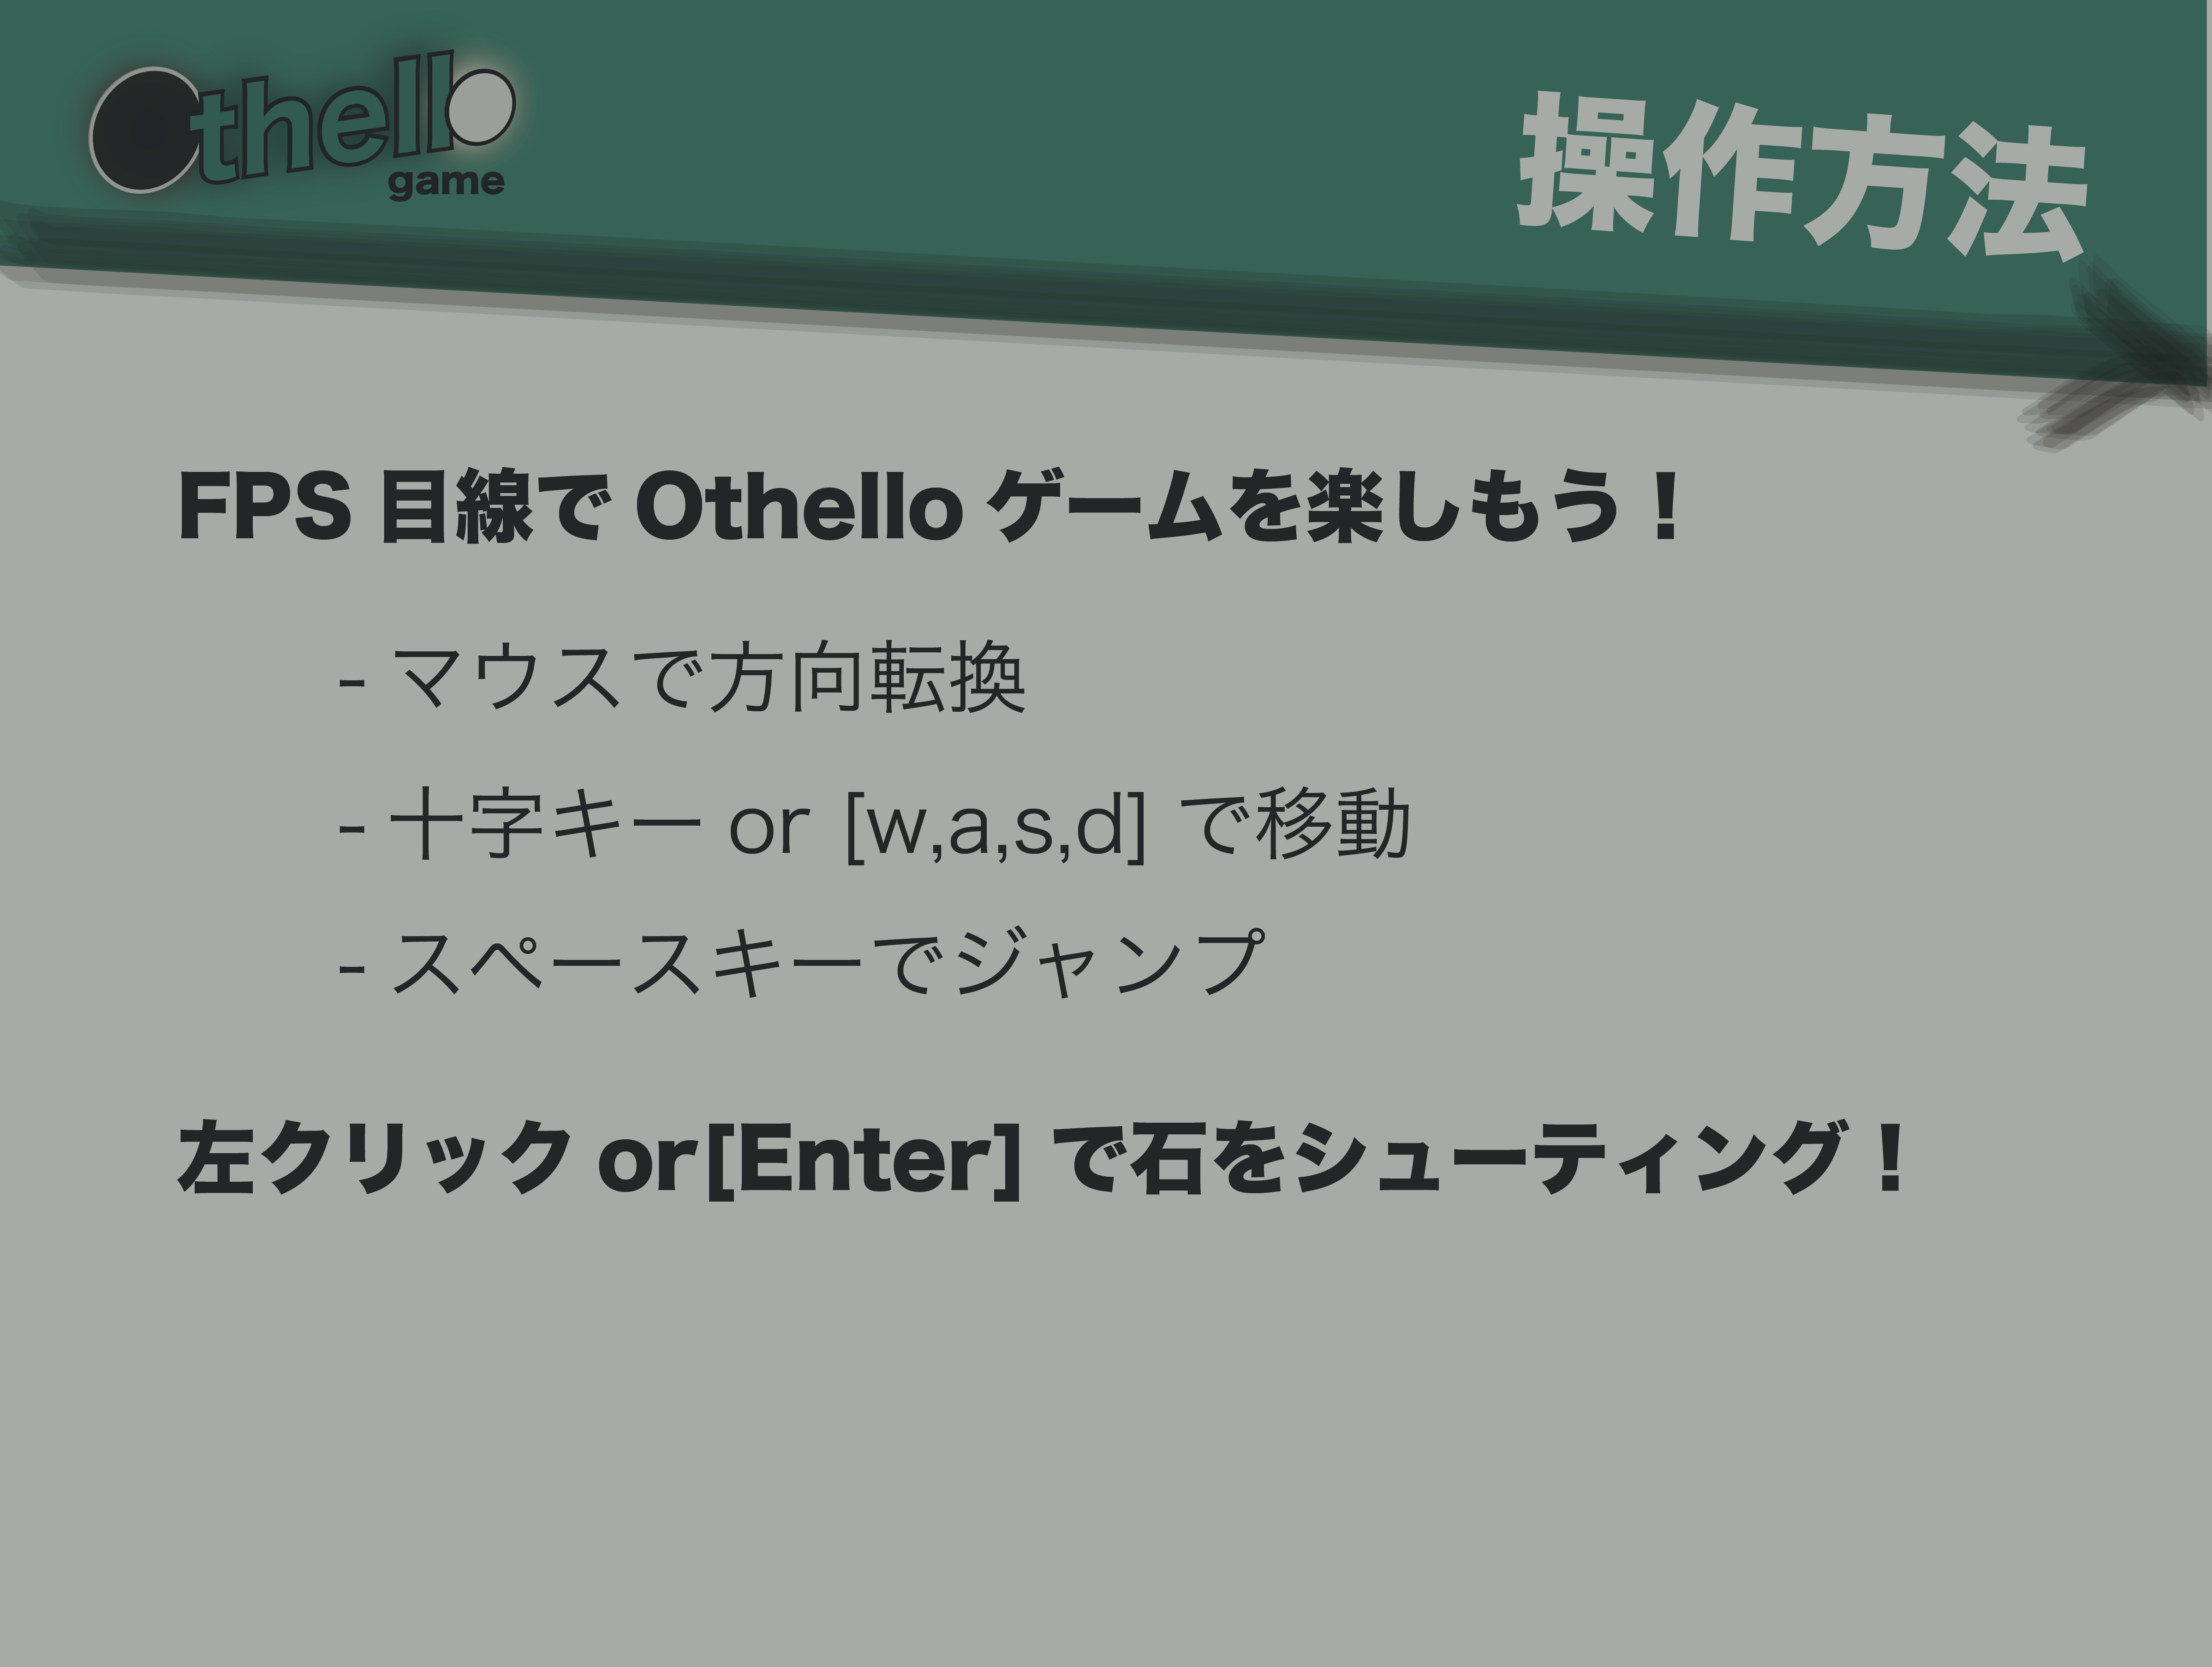 Othello
game
操作方法
FPS 目線で Othello ゲームを楽しもう！
- マウスで方向転換
- 十字キー or [w,a,s,d] で移動
- スペースキーでジャンプ
左クリック or [Enter] で石をシューティング！